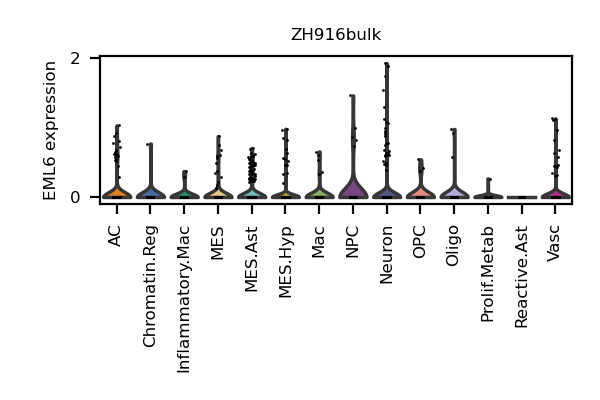 ZH916bulk
EML6 expression
2
0
AC
Chromatin.Reg
Inflammatory.Mac
MES
MES.Ast
MES.Hyp
Mac
NPC
Neuron
OPC
Oligo
Prolif.Metab
Reactive.Ast
Vasc